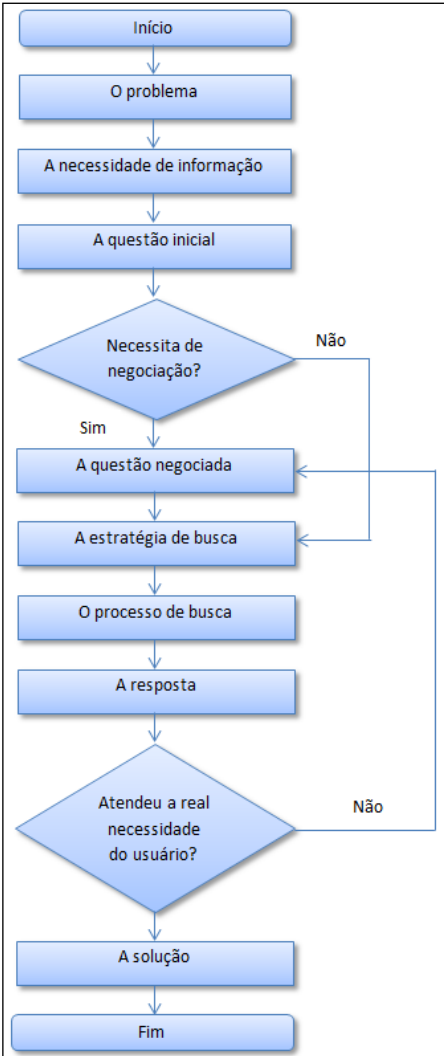 Início
O problema
A necessidade de informação
A questão inicial
Necessita de
negociação?
Não
Sim
A questão negociada
A estratégia de busca
O processo de busca
A resposta
Atendeu a real
necessidade
do usuário?
Não
A solução
Fim